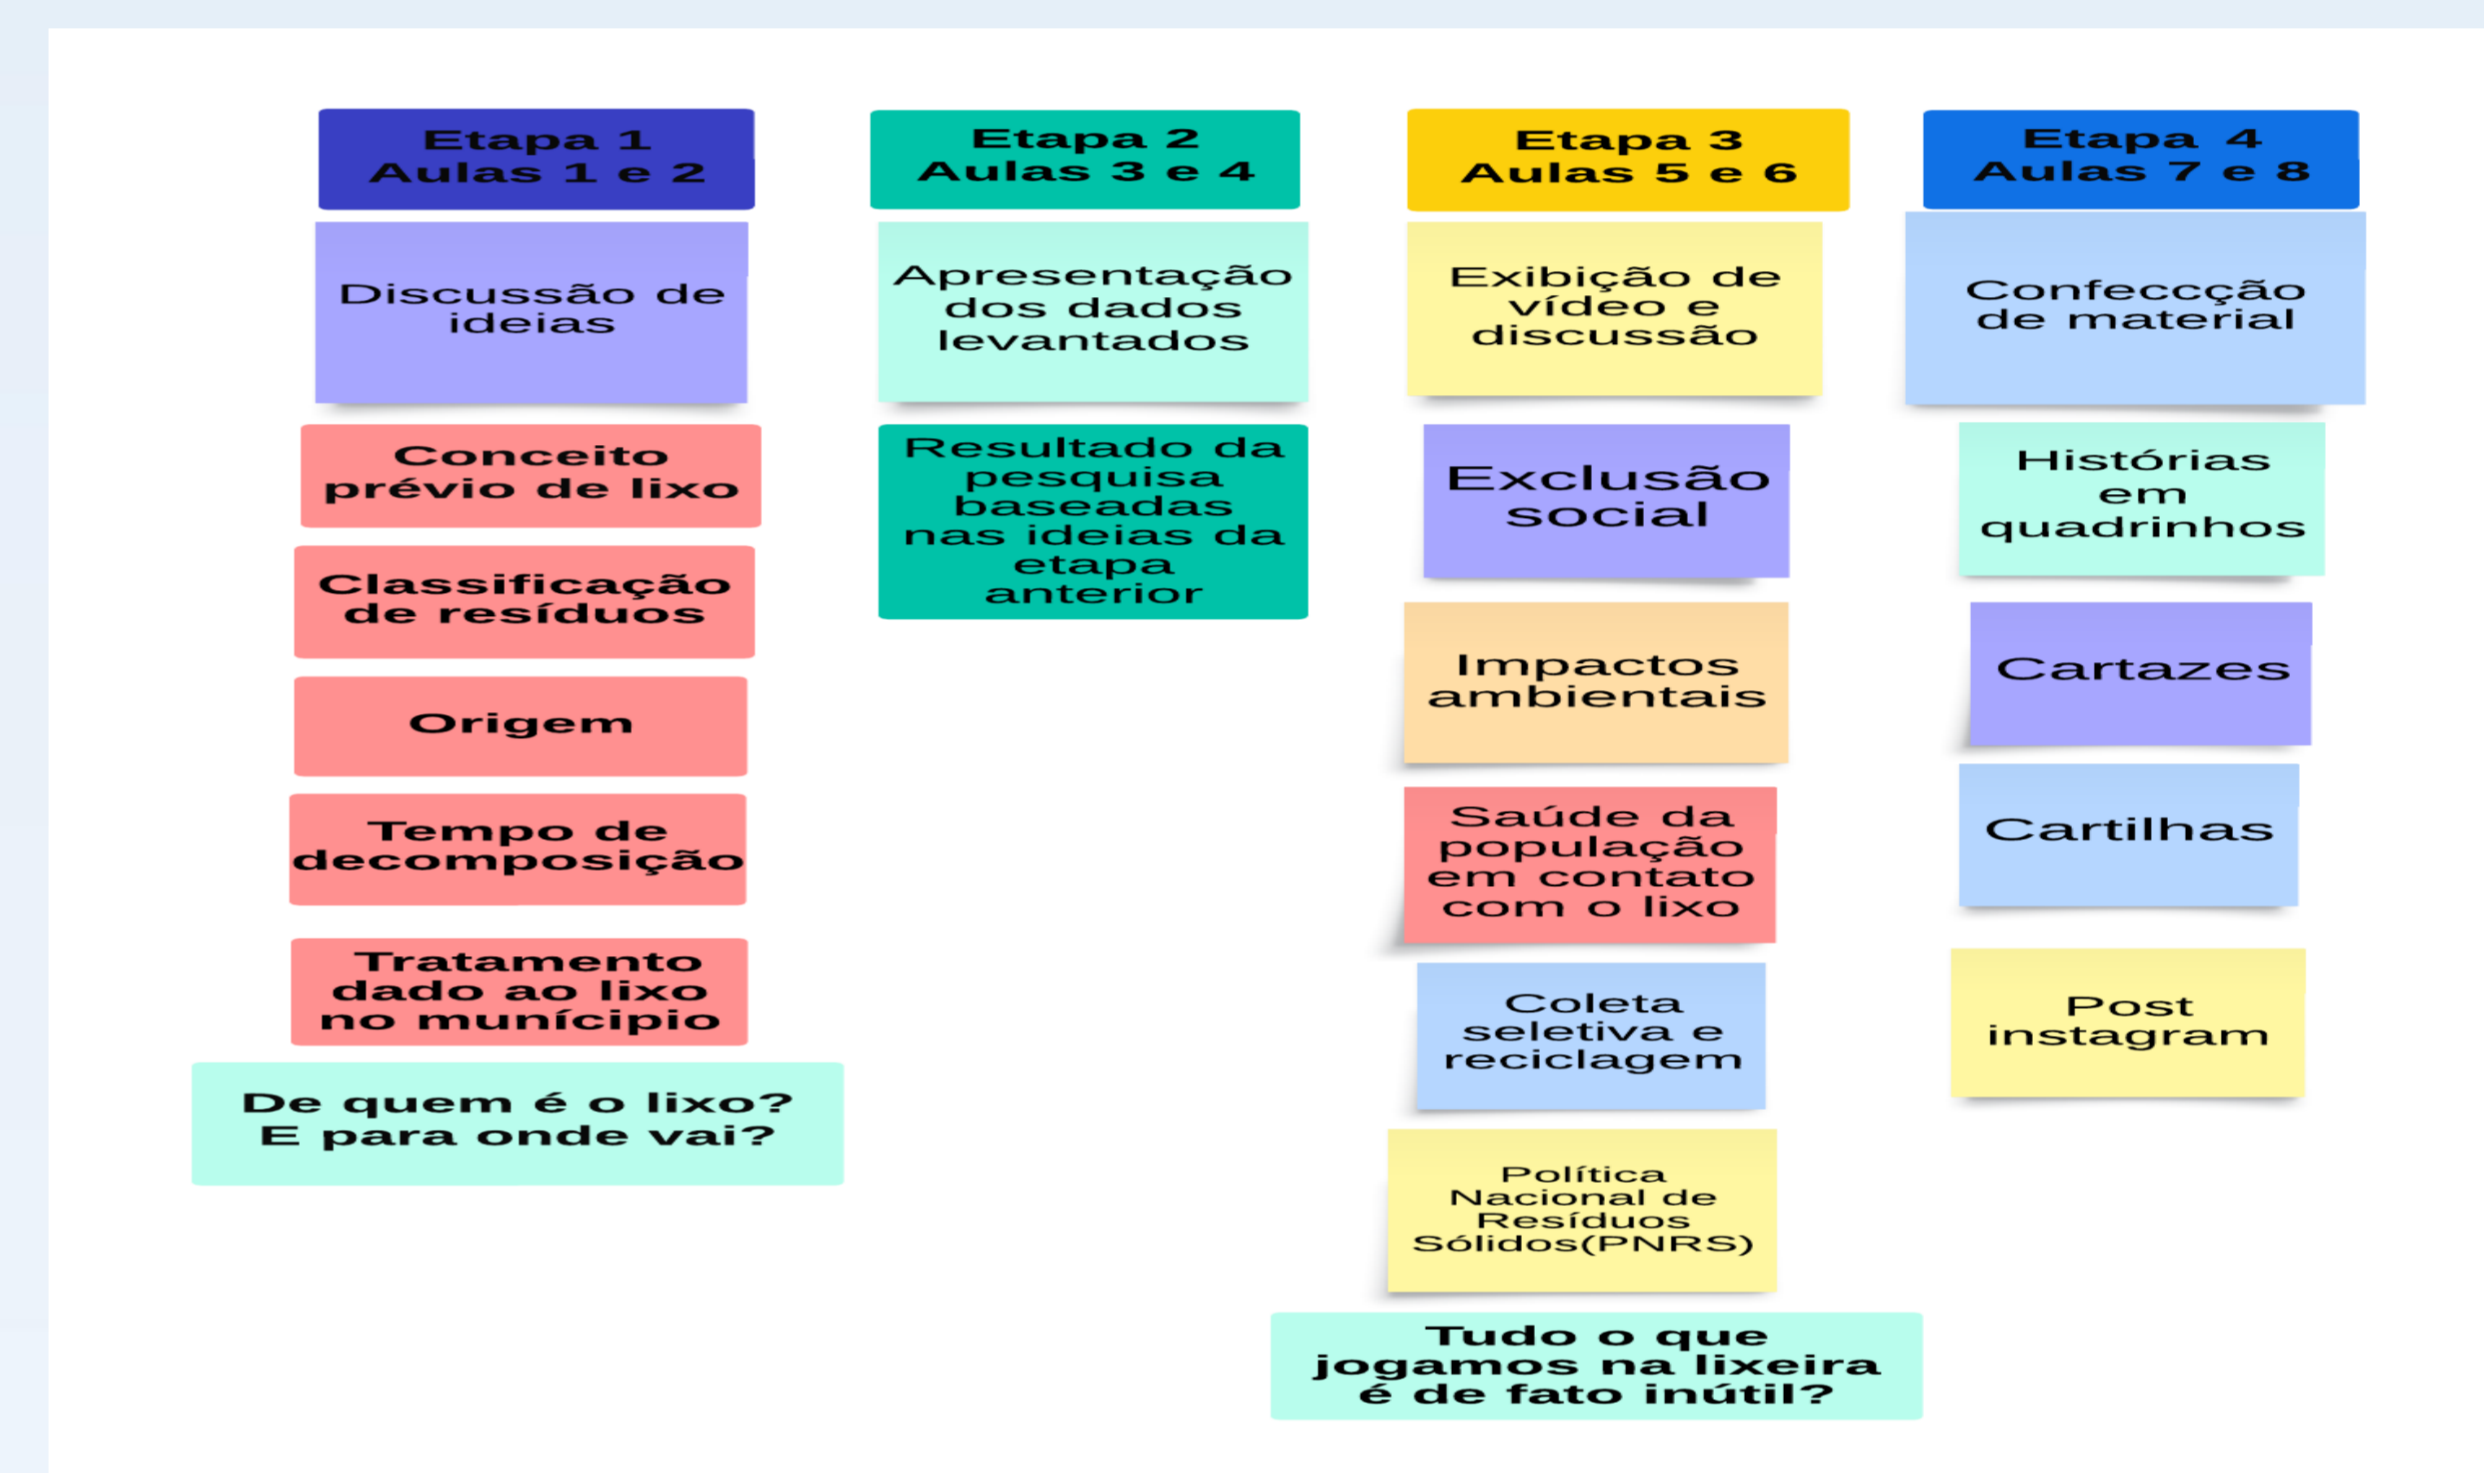 Etapa 1
Aulas 1 e 2
Discussão de
ideias
Conceito
prévio de lixo
Classificação
de resíduos
Origem
Tempo de
decomposição
Tratamento
dado ao lixo
no munícipio
De quem é o lixo?
E para onde vai?
Etapa 2
Aulas 3 e 4
Apresentação
dos dados
levantados
Resultado da
pesquisa
baseadas
nas ideias da
etapa
anterior
Etapa 3
Aulas 5 e 6
Exibição de
vídeo e
discussão
Exclusão
social
Impactos
ambientais
Saúde da
população
em contato
com o lixo
Coleta
seletiva e
reciclagem
Política
Nacional de
Resíduos
Sólidos(PNRS)
Tudo o que
jogamos na lixeira
é de fato inútil?
Etapa 4
Aulas 7 e 8
Confeccção
de material
Histórias
em
quadrinhos
Cartazes
Cartilhas
Post
instagram